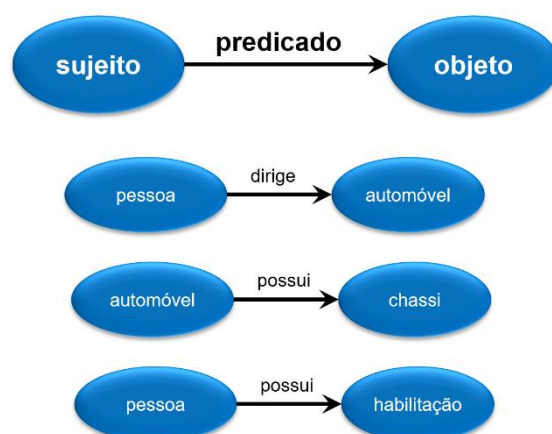 predicado
sujeito objeto
dirige
pessoa automóvel
possui
automóvel chassi
possui
pessoa habilitação